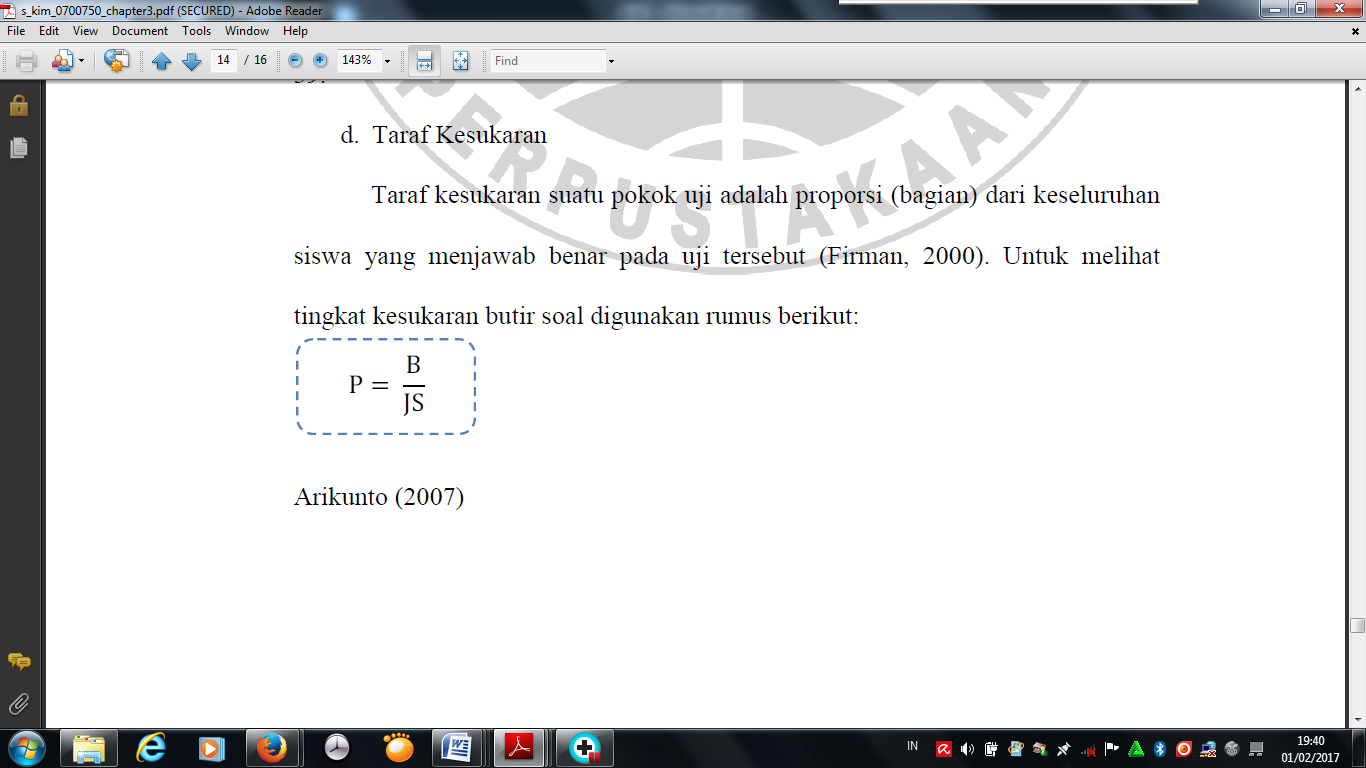 s_kim_0700750_chapter3.pdf (SECURED) - Adobe Reader
File Edit View Document Tools Window Help
14 / 16 143% Find
d. Taraf Kesukaran
Taraf kesukaran suatu pokok uji adalah proporsi (bagian) dari keseluruhan
siswa yang menjawab benar pada uji tersebut (Firman, 2000). Untuk melihat
tingkat kesukaran butir soal digunakan rumus berikut:
P = B
JS
Arikunto (2007)
PERPUSTAKAAN
IN
19:40
01/02/2017